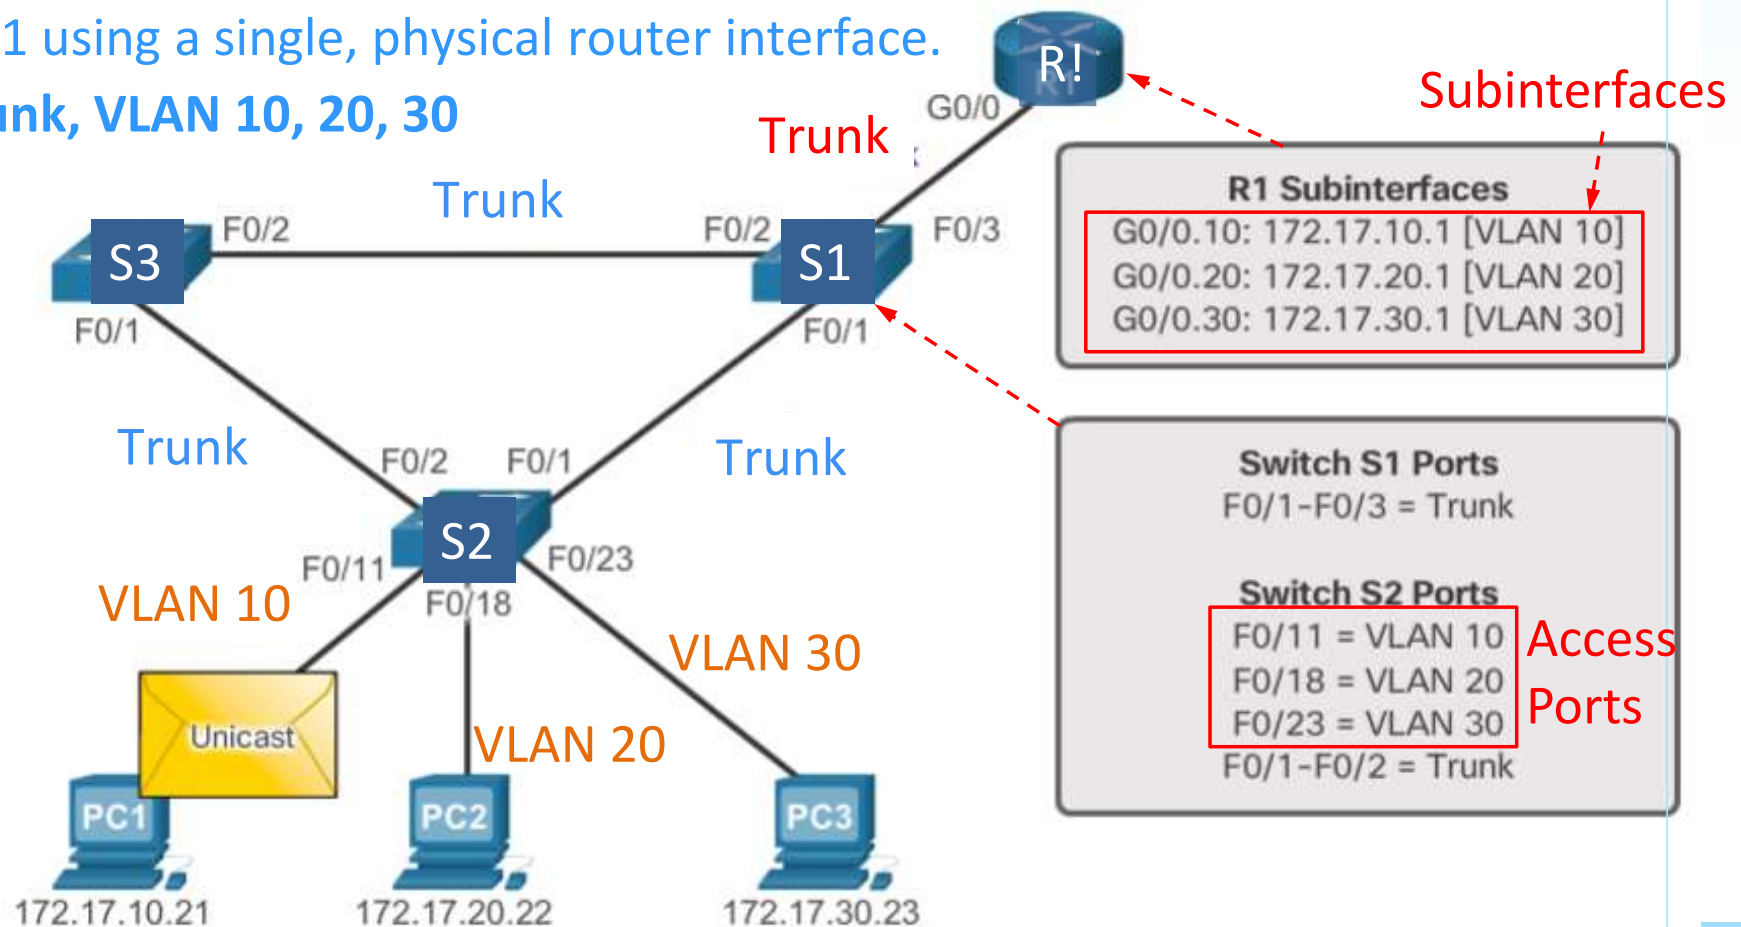 1 using a single, physical router interface.
unk, VLAN 10, 20, 30
R!
G0/0
Trunk
Subinterfaces
R1 Subinterfaces
G0/0.10: 172.17.10.1 [VLAN 10]
G0/0.20: 172.17.20.1 [VLAN 20]
G0/0.30: 172.17.30.1 [VLAN 30]
Trunk
S3
F0/2
F0/2
S1
F0/3
F0/1
F0/1
Trunk
F0/2
F0/1
Trunk
S2
F0/11
F0/23
F0/18
VLAN 10
VLAN 30
VLAN 20
Unicast
PC1
PC2
PC3
172.17.10.21
172.17.20.22
172.17.30.23
Switch S1 Ports
F0/1-F0/3 = Trunk
Switch S2 Ports
F0/11 = VLAN 10
F0/18 = VLAN 20
F0/23 = VLAN 30
F0/1-F0/2 = Trunk
Access
Ports